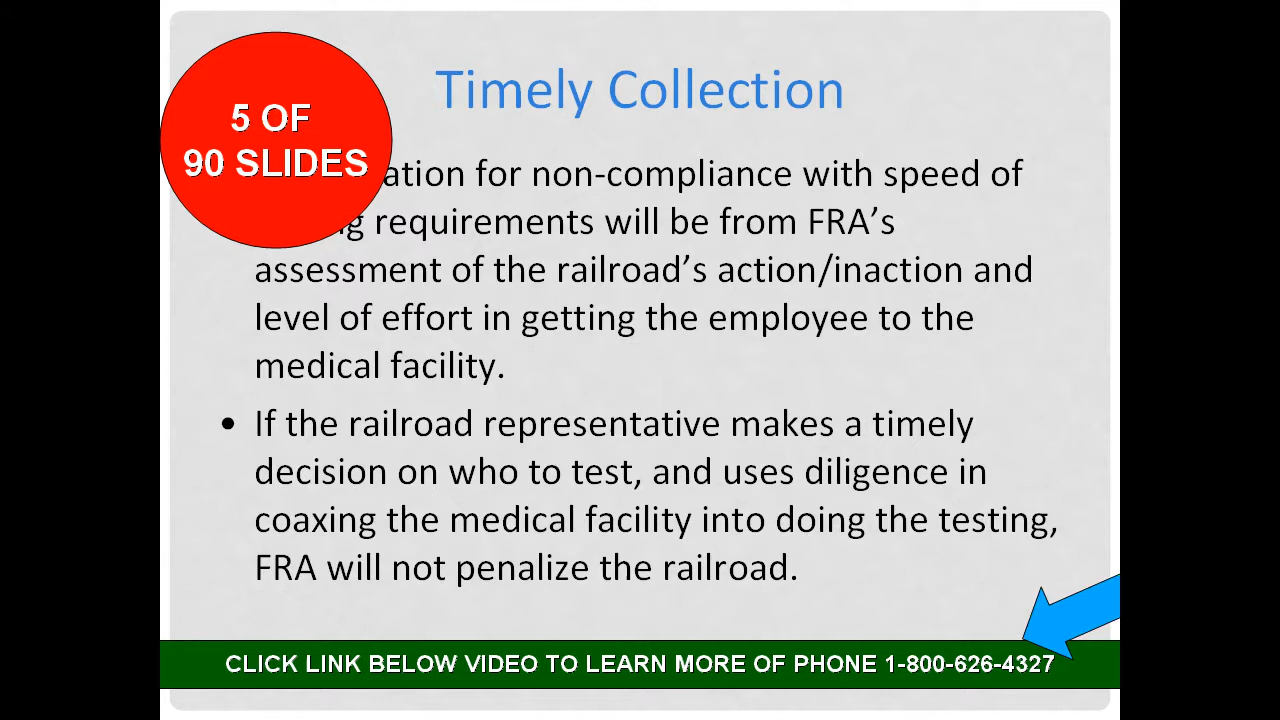 Timely Collection
5 OF
90 SLIDES
ation for non-compliance with speed of
g requirements will be from FRA's
assessment of the railroad's action/inaction and
level of effort in getting the employee to the
medical facility.
• If the railroad representative makes a timely
decision on who to test, and uses diligence in
coaxing the medical facility into doing the testing,
FRA will not penalize the railroad.
CLICK LINK BELOW VIDEO TO LEARN MORE OF PHONE 1-800-626-4327